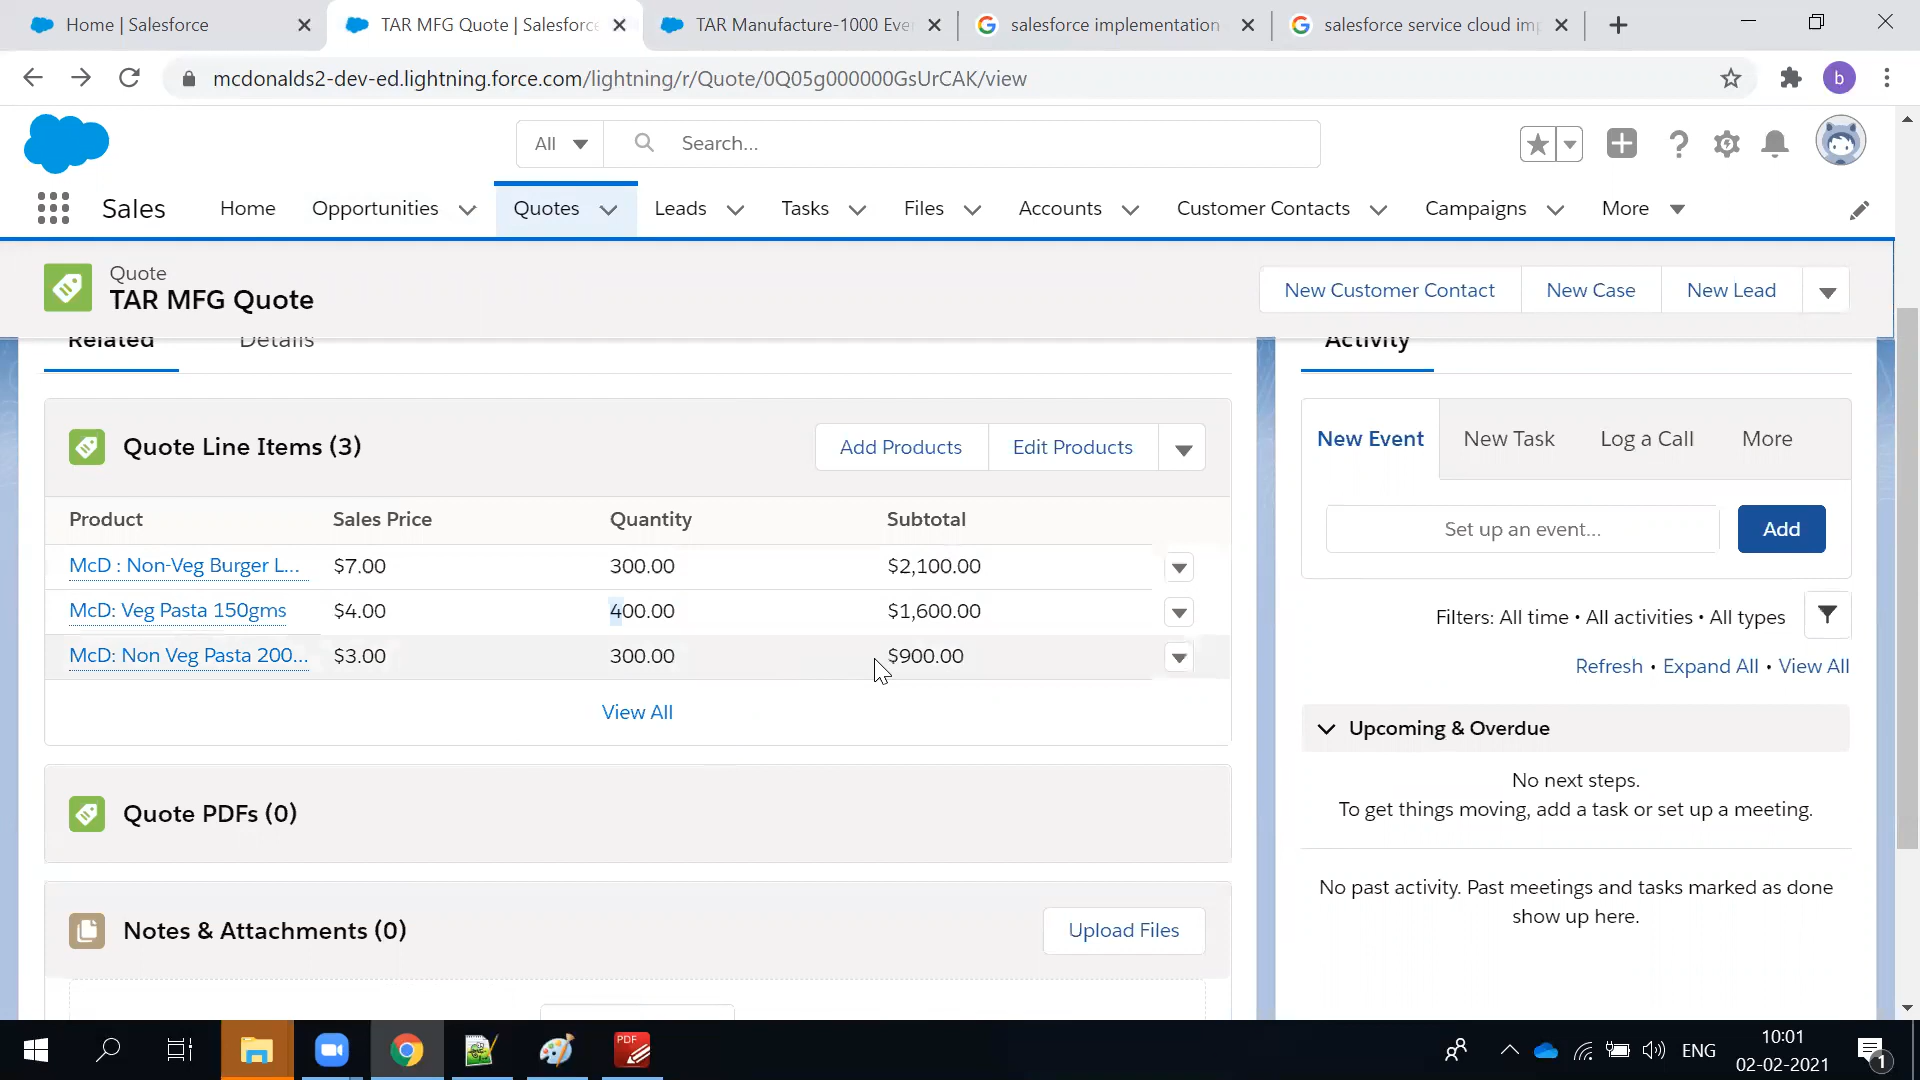 Home | Salesforce
TAR MFG Quote | Salesforce
TAR Manufacture-1000 Eve
salesforce implementation
salesforce service cloud im
mcdonalds2-dev-ed.lightning.force.com/lightning/r/Quote/0Q05g000000GsUrCAK/view
b
All
Search...
Sales
Home
Opportunities
Quotes
Leads
Tasks
Files
Accounts
Customer Contacts
Campaigns
More
Quote
TAR MFG Quote
New Customer Contact
New Case
New Lead
Related
Details
Activity
Quote Line Items (3)
Add Products
Edit Products
Product Sales Price Quantity Subtotal
McD : Non-Veg Burger L... $7.00 300.00 $2,100.00
McD: Veg Pasta 150gms $4.00 400.00 $1,600.00
McD: Non Veg Pasta 200... $3.00 300.00 $900.00
View All
Quote PDFs (0)
Notes & Attachments (0)
Upload Files
New Event
New Task
Log a Call
More
Set up an event...
Add
Filters: All time • All activities • All types
Refresh • Expand All • View All
Upcoming & Overdue
No next steps.
To get things moving, add a task or set up a meeting.
No past activity. Past meetings and tasks marked as done
show up here.
PDF
ENG
10:01
02-02-2021
1